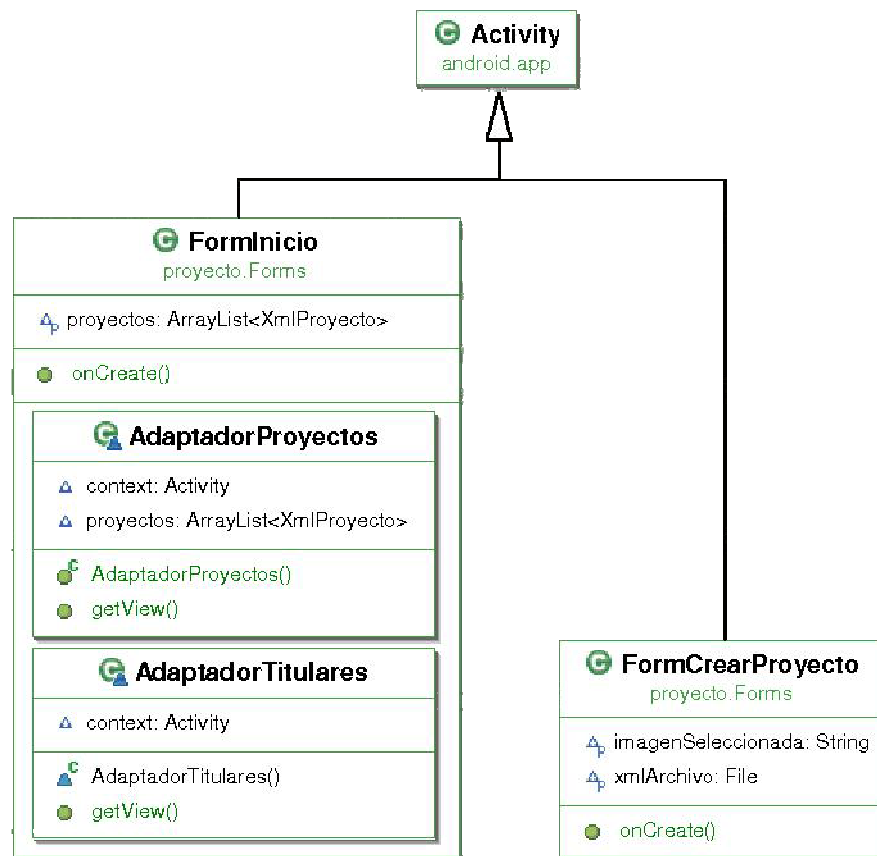 Activity
android.app
FormInicio
proyecto.Forms
proyectos: ArrayList<XmlProyecto>
onCreate()
AdaptadorProyectos
context: Activity
proyectos: ArrayList<XmlProyecto>
AdaptadorProyectos()
getView()
AdaptadorTitulares
context: Activity
AdaptadorTitulares()
getView()
FormCrearProyecto
proyecto.Forms
imagenSeleccionada: String
xmlArchivo: File
onCreate()